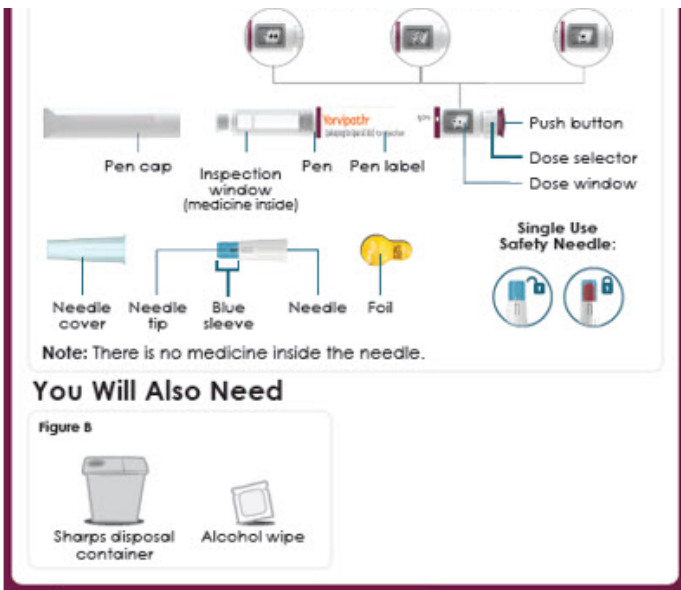 Yorvipath
Push button
Pen cap
Inspection
window
(medicine inside)
Pen
Pen label
Dose selector
Dose window
Single Use
Safety Needle:
Needle
cover
Needle
tip
Blue
sleeve
Needle
Foil
Note: There is no medicine inside the needle.
You Will Also Need
Figure B
Sharps disposal
container
Alcohol wipe